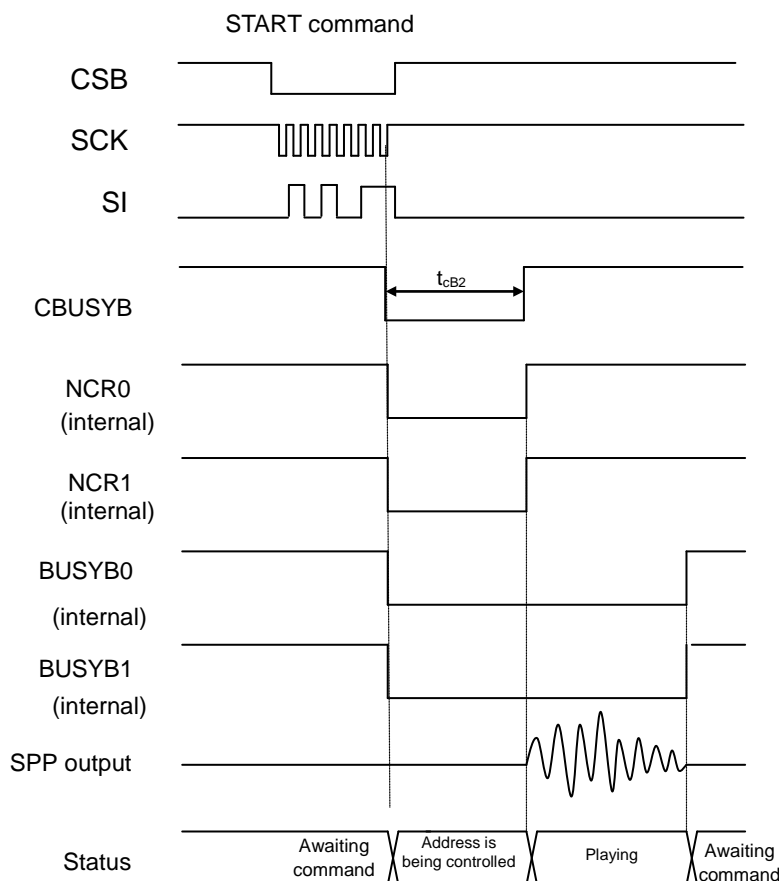 START command
CSB
SCK
SI
CBUSYB
tcB2
NCR0
(internal)
NCR1
(internal)
BUSYB0
(internal)
BUSYB1
(internal)
SPP output
Status
Awaiting
command
Address is
being controlled
Playing
Awaiting
command